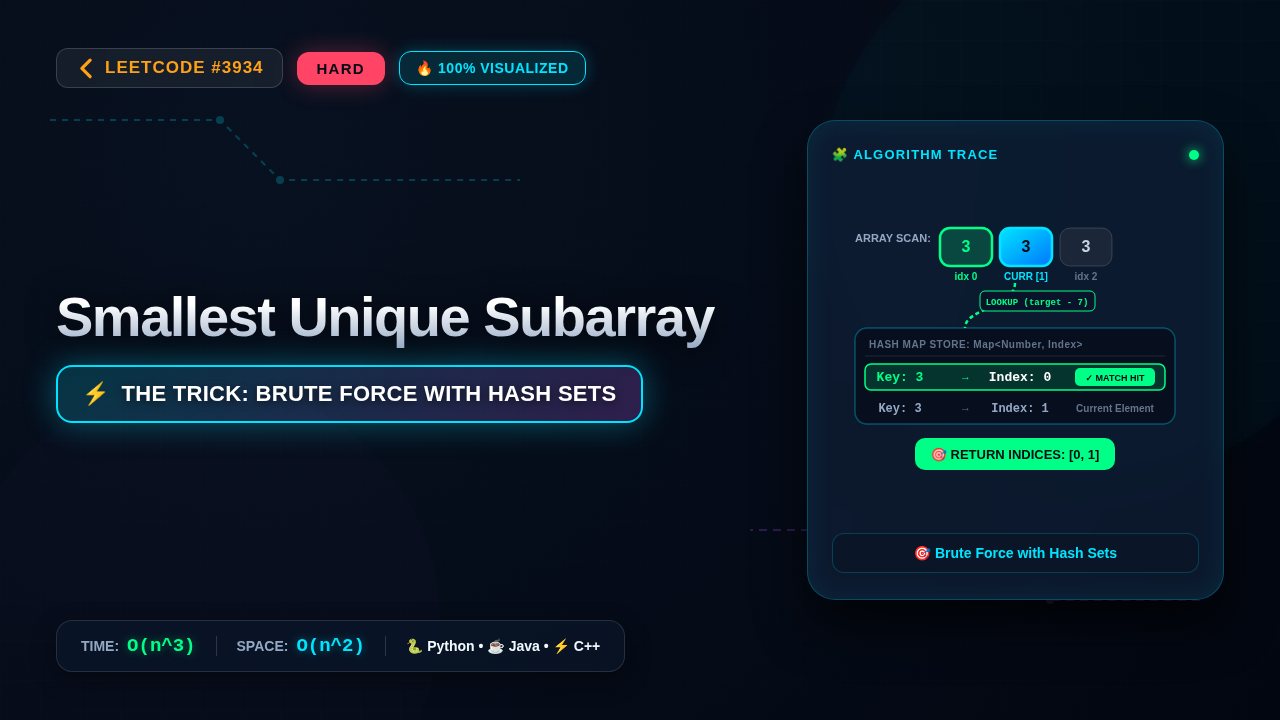 LEETCODE #3934
HARD
🔥 100% VISUALIZED
🧩 ALGORITHM TRACE
ARRAY SCAN:
3 3 3
idx 0 CURR [1] idx 2
LOOKUP (target - 7)
HASH MAP STORE: Map<Number, Index>
Key: 3 → Index: 0 ✓ MATCH HIT
Key: 3 → Index: 1 Current Element
🎯 RETURN INDICES: [0, 1]
🎯 Brute Force with Hash Sets
Smallest Unique Subarray
⚡ THE TRICK: BRUTE FORCE WITH HASH SETS
TIME: O(n^3) SPACE: O(n^2) 🐍 Python • ☕ Java • ⚡ C++